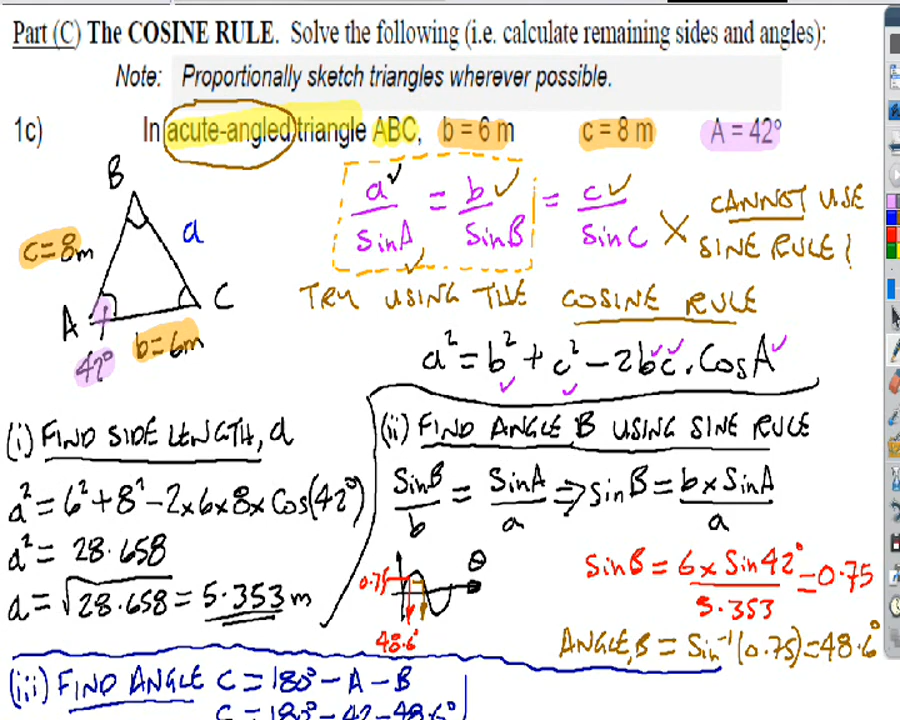 Part (C) The COSINE RULE. Solve the following (i.e. calculate remaining sides and angles):
Note: Proportionally sketch triangles wherever possible.
1c) In acute-angled triangle ABC, b = 6 m c = 8 m A = 42°
B
c=8m
a
A
C
42°
b=6m
a/SinA = b/SinB = c/SinC
CANNOT USE
SINE RULE!
TRY USING THE COSINE RULE
a² = b² + c² - 2bc . CosA
(i) FIND SIDE LENGTH, a
a² = 6² + 8² - 2x6x8x Cos(42°)
a² = 28.658
a = √28.658 = 5.353 m
(ii) FIND ANGLE B USING SINE RULE
SinB/b = SinA/a ⇒ SinB = b x SinA/a
0.75
θ
48.6°
SinB = 6 x Sin42°/5.353 = 0.75
ANGLE, B = Sin⁻¹(0.75) = 48.6°
(iii) FIND ANGLE C = 180° - A - B
C = 180° - 42 - 48.6°